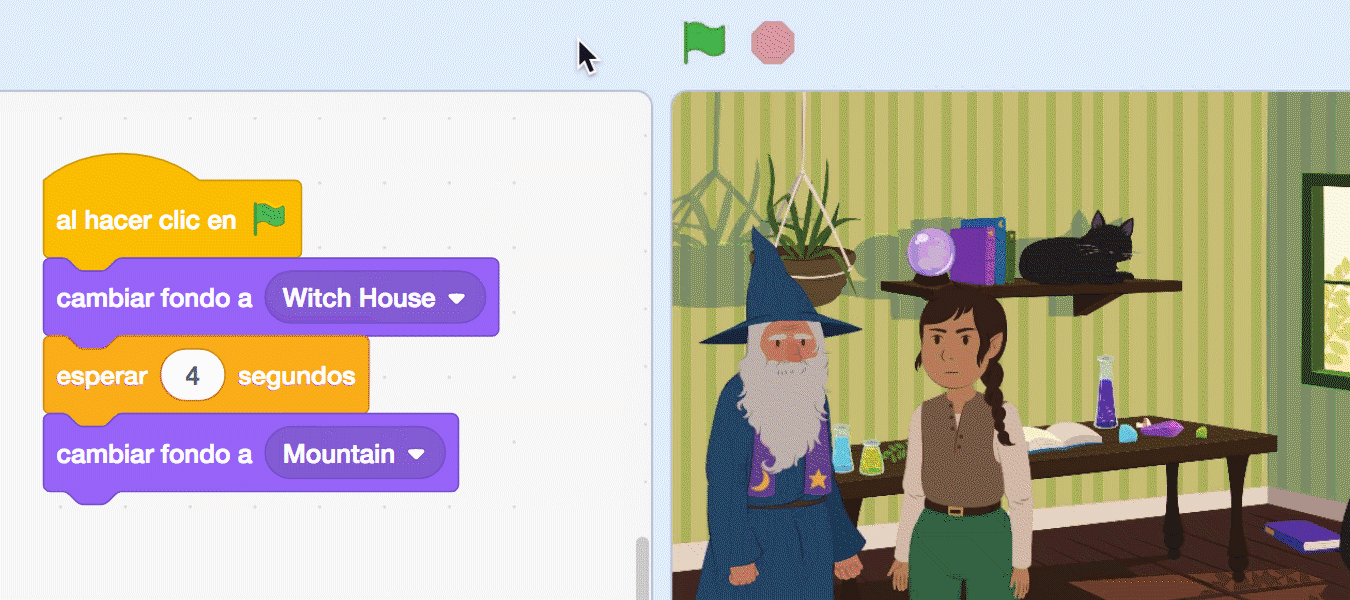 al hacer clic en
cambiar fondo a Witch House
esperar 4 segundos
cambiar fondo a Mountain